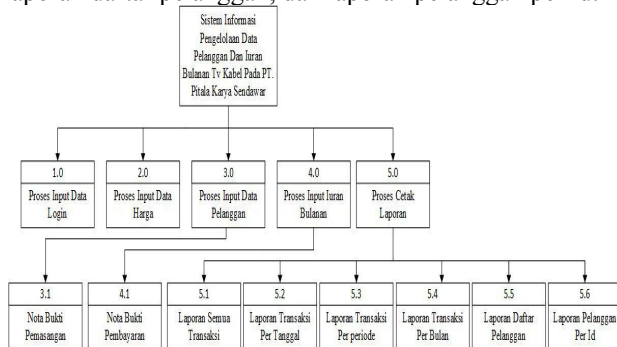 Sistem Informasi
Pengelolaan Data
Pelanggan Dan Iuran
Bulanan Tv Kabel Pada PT.
Pitala Karya Sendawar
1.0
Proses Input Data
Login
2.0
Proses Input Data
Harga
3.0
Proses Input Data
Pelanggan
4.0
Proses Input Iuran
Bulanan
5.0
Proses Cetak
Laporan
3.1
Nota Bukti
Pemasangan
4.1
Nota Bukti
Pembayaran
5.1
Laporan Semua
Transaksi
5.2
Laporan Transaksi
Per Tanggal
5.3
Laporan Transaksi
Per periode
5.4
Laporan Transaksi
Per Bulan
5.5
Laporan Daftar
Pelanggan
5.6
Laporan Pelanggan
Per Id